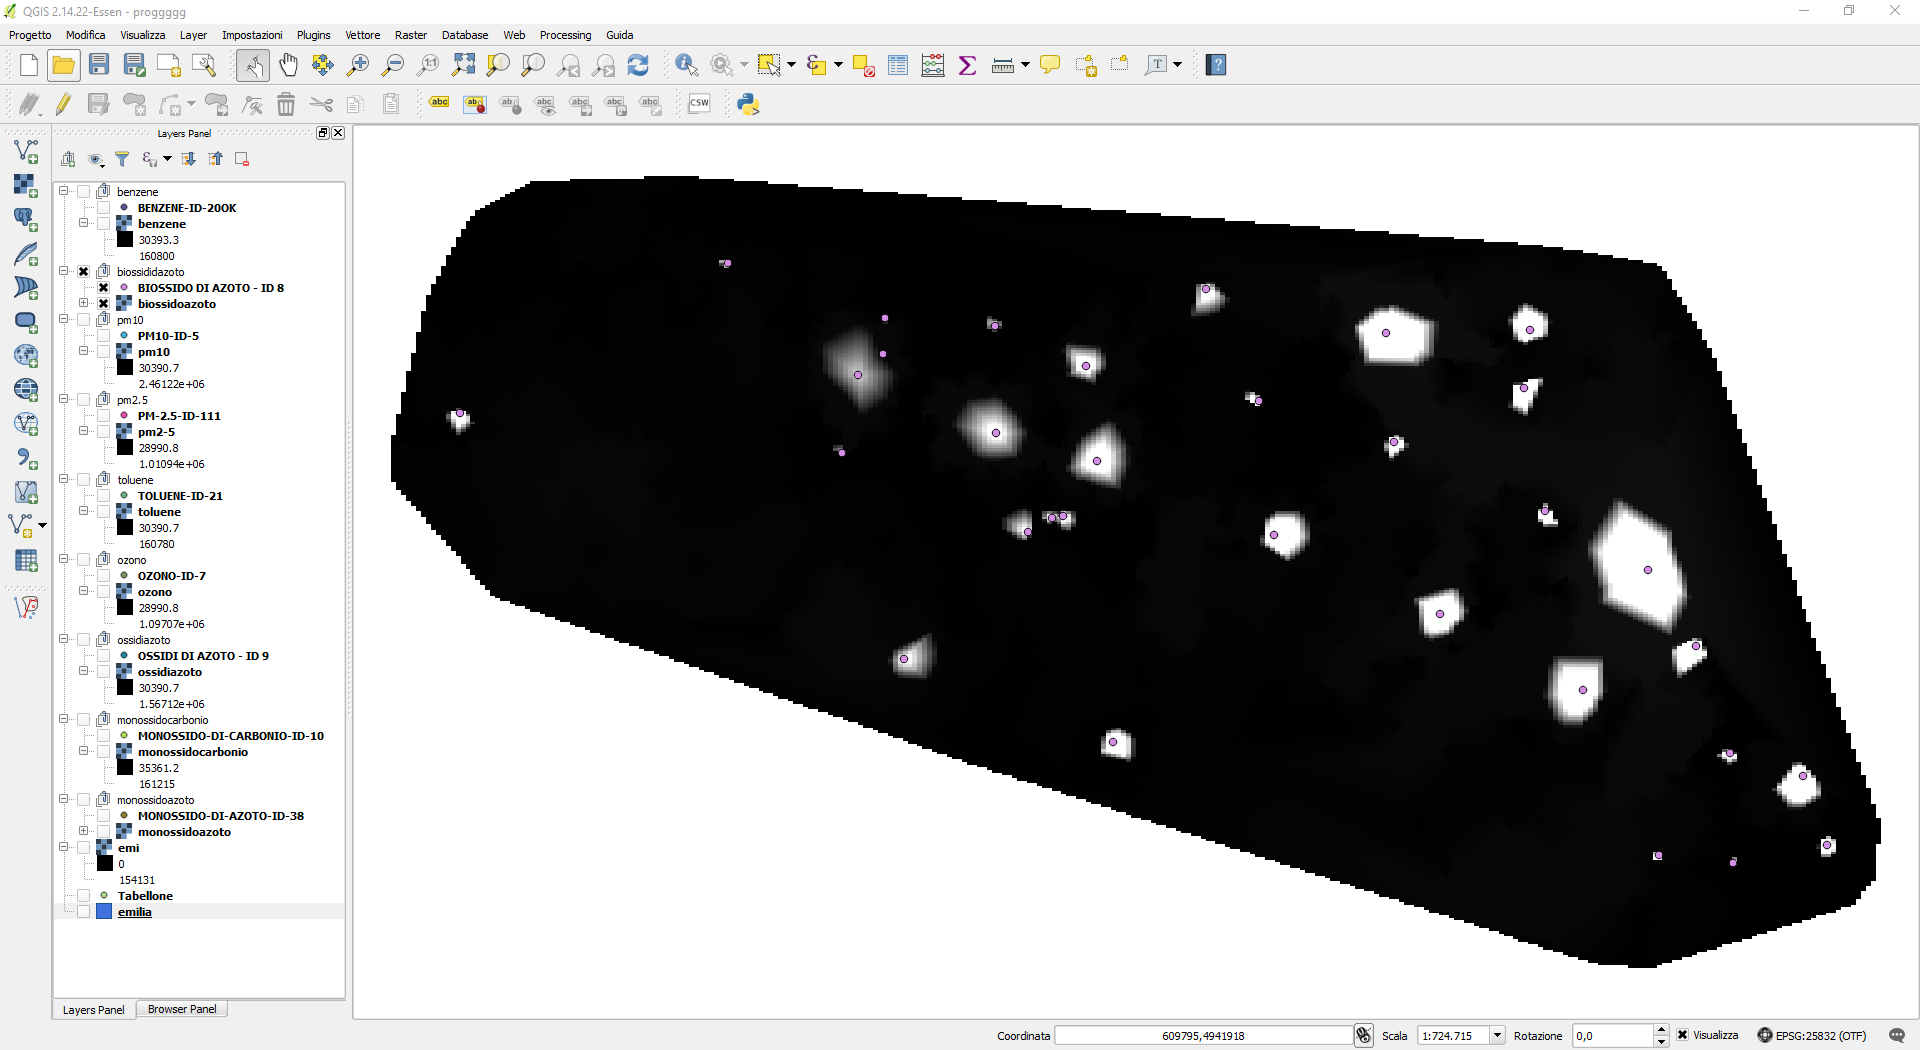 QGIS 2.14.22-Essen - proggggg
Progetto Modifica Visualizza Layer Impostazioni Plugins Vettore Raster Database Web Processing Guida
Layers Panel
benzene
BENZENE-ID-20OK
benzene
30393.3
160800
biossididazoto
BIOSSIDO DI AZOTO - ID 8
biossidoazoto
pm10
PM10-ID-5
pm10
30390.7
2.46122e+06
pm2.5
PM-2.5-ID-111
pm2-5
28990.8
1.01094e+06
toluene
TOLUENE-ID-21
toluene
30390.7
160780
ozono
OZONO-ID-7
ozono
28990.8
1.09707e+06
ossidiazoto
OSSIDI DI AZOTO - ID 9
ossidiazoto
30390.7
1.56712e+06
monossidocarbonio
MONOSSIDO-DI-CARBONIO-ID-10
monossidocarbonio
35361.2
161215
monossidoazoto
MONOSSIDO-DI-AZOTO-ID-38
monossidoazoto
emi
0
154131
Tabellone
emilia
Layers Panel Browser Panel
Coordinata 609795,4941918 Scala 1:724.715 Rotazione 0,0 Visualizza EPSG:25832 (OTF)